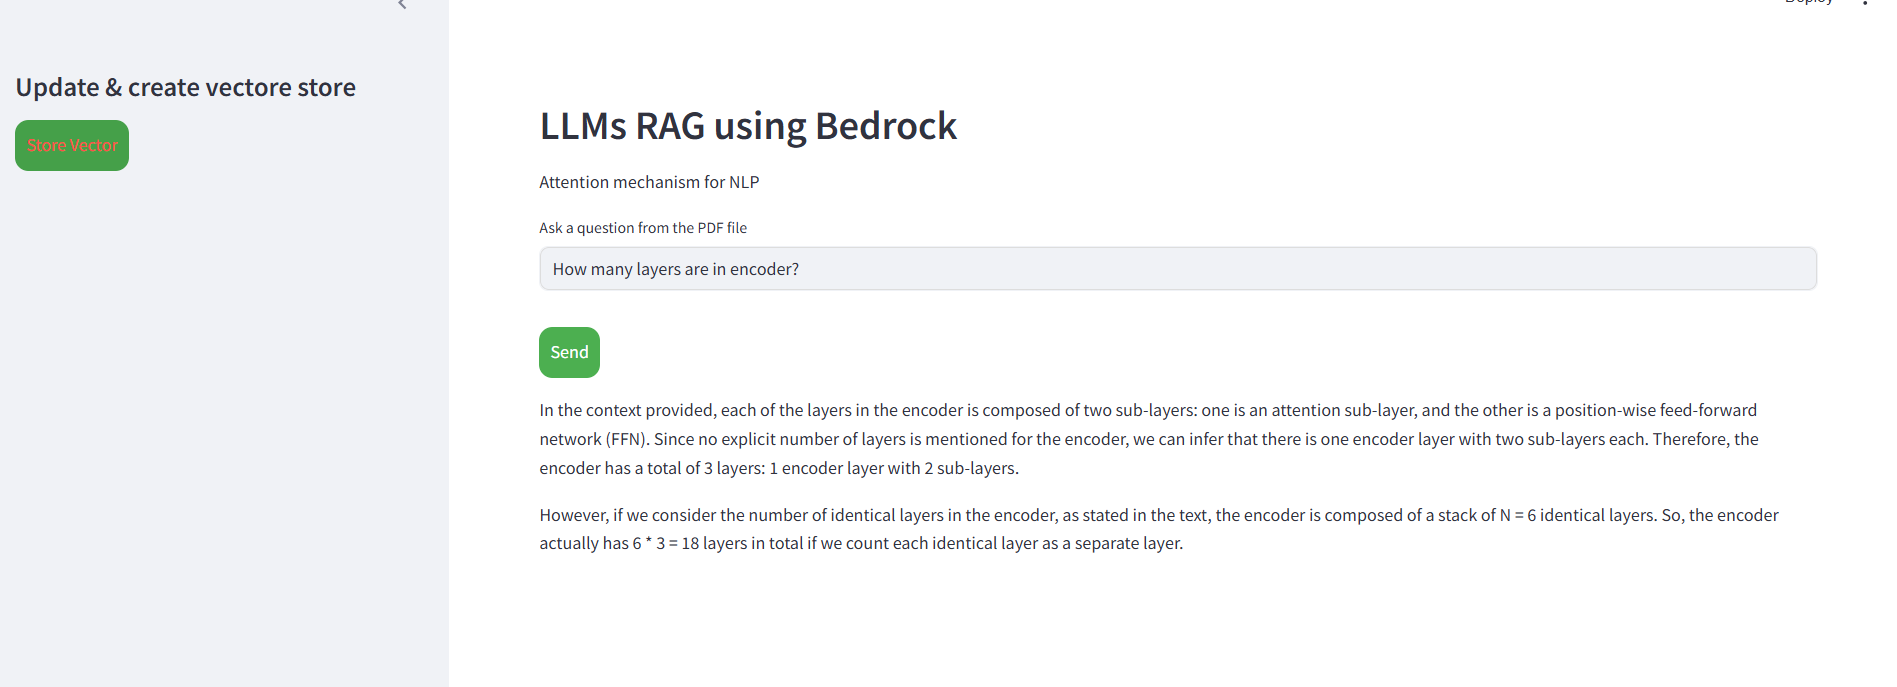 Deploy
Update & create vectore store
Store Vector
LLMs RAG using Bedrock
Attention mechanism for NLP
Ask a question from the PDF file
How many layers are in encoder?
Send
In the context provided, each of the layers in the encoder is composed of two sub-layers: one is an attention sub-layer, and the other is a position-wise feed-forward
network (FFN). Since no explicit number of layers is mentioned for the encoder, we can infer that there is one encoder layer with two sub-layers each. Therefore, the
encoder has a total of 3 layers: 1 encoder layer with 2 sub-layers.
However, if we consider the number of identical layers in the encoder, as stated in the text, the encoder is composed of a stack of N = 6 identical layers. So, the encoder
actually has 6 * 3 = 18 layers in total if we count each identical layer as a separate layer.